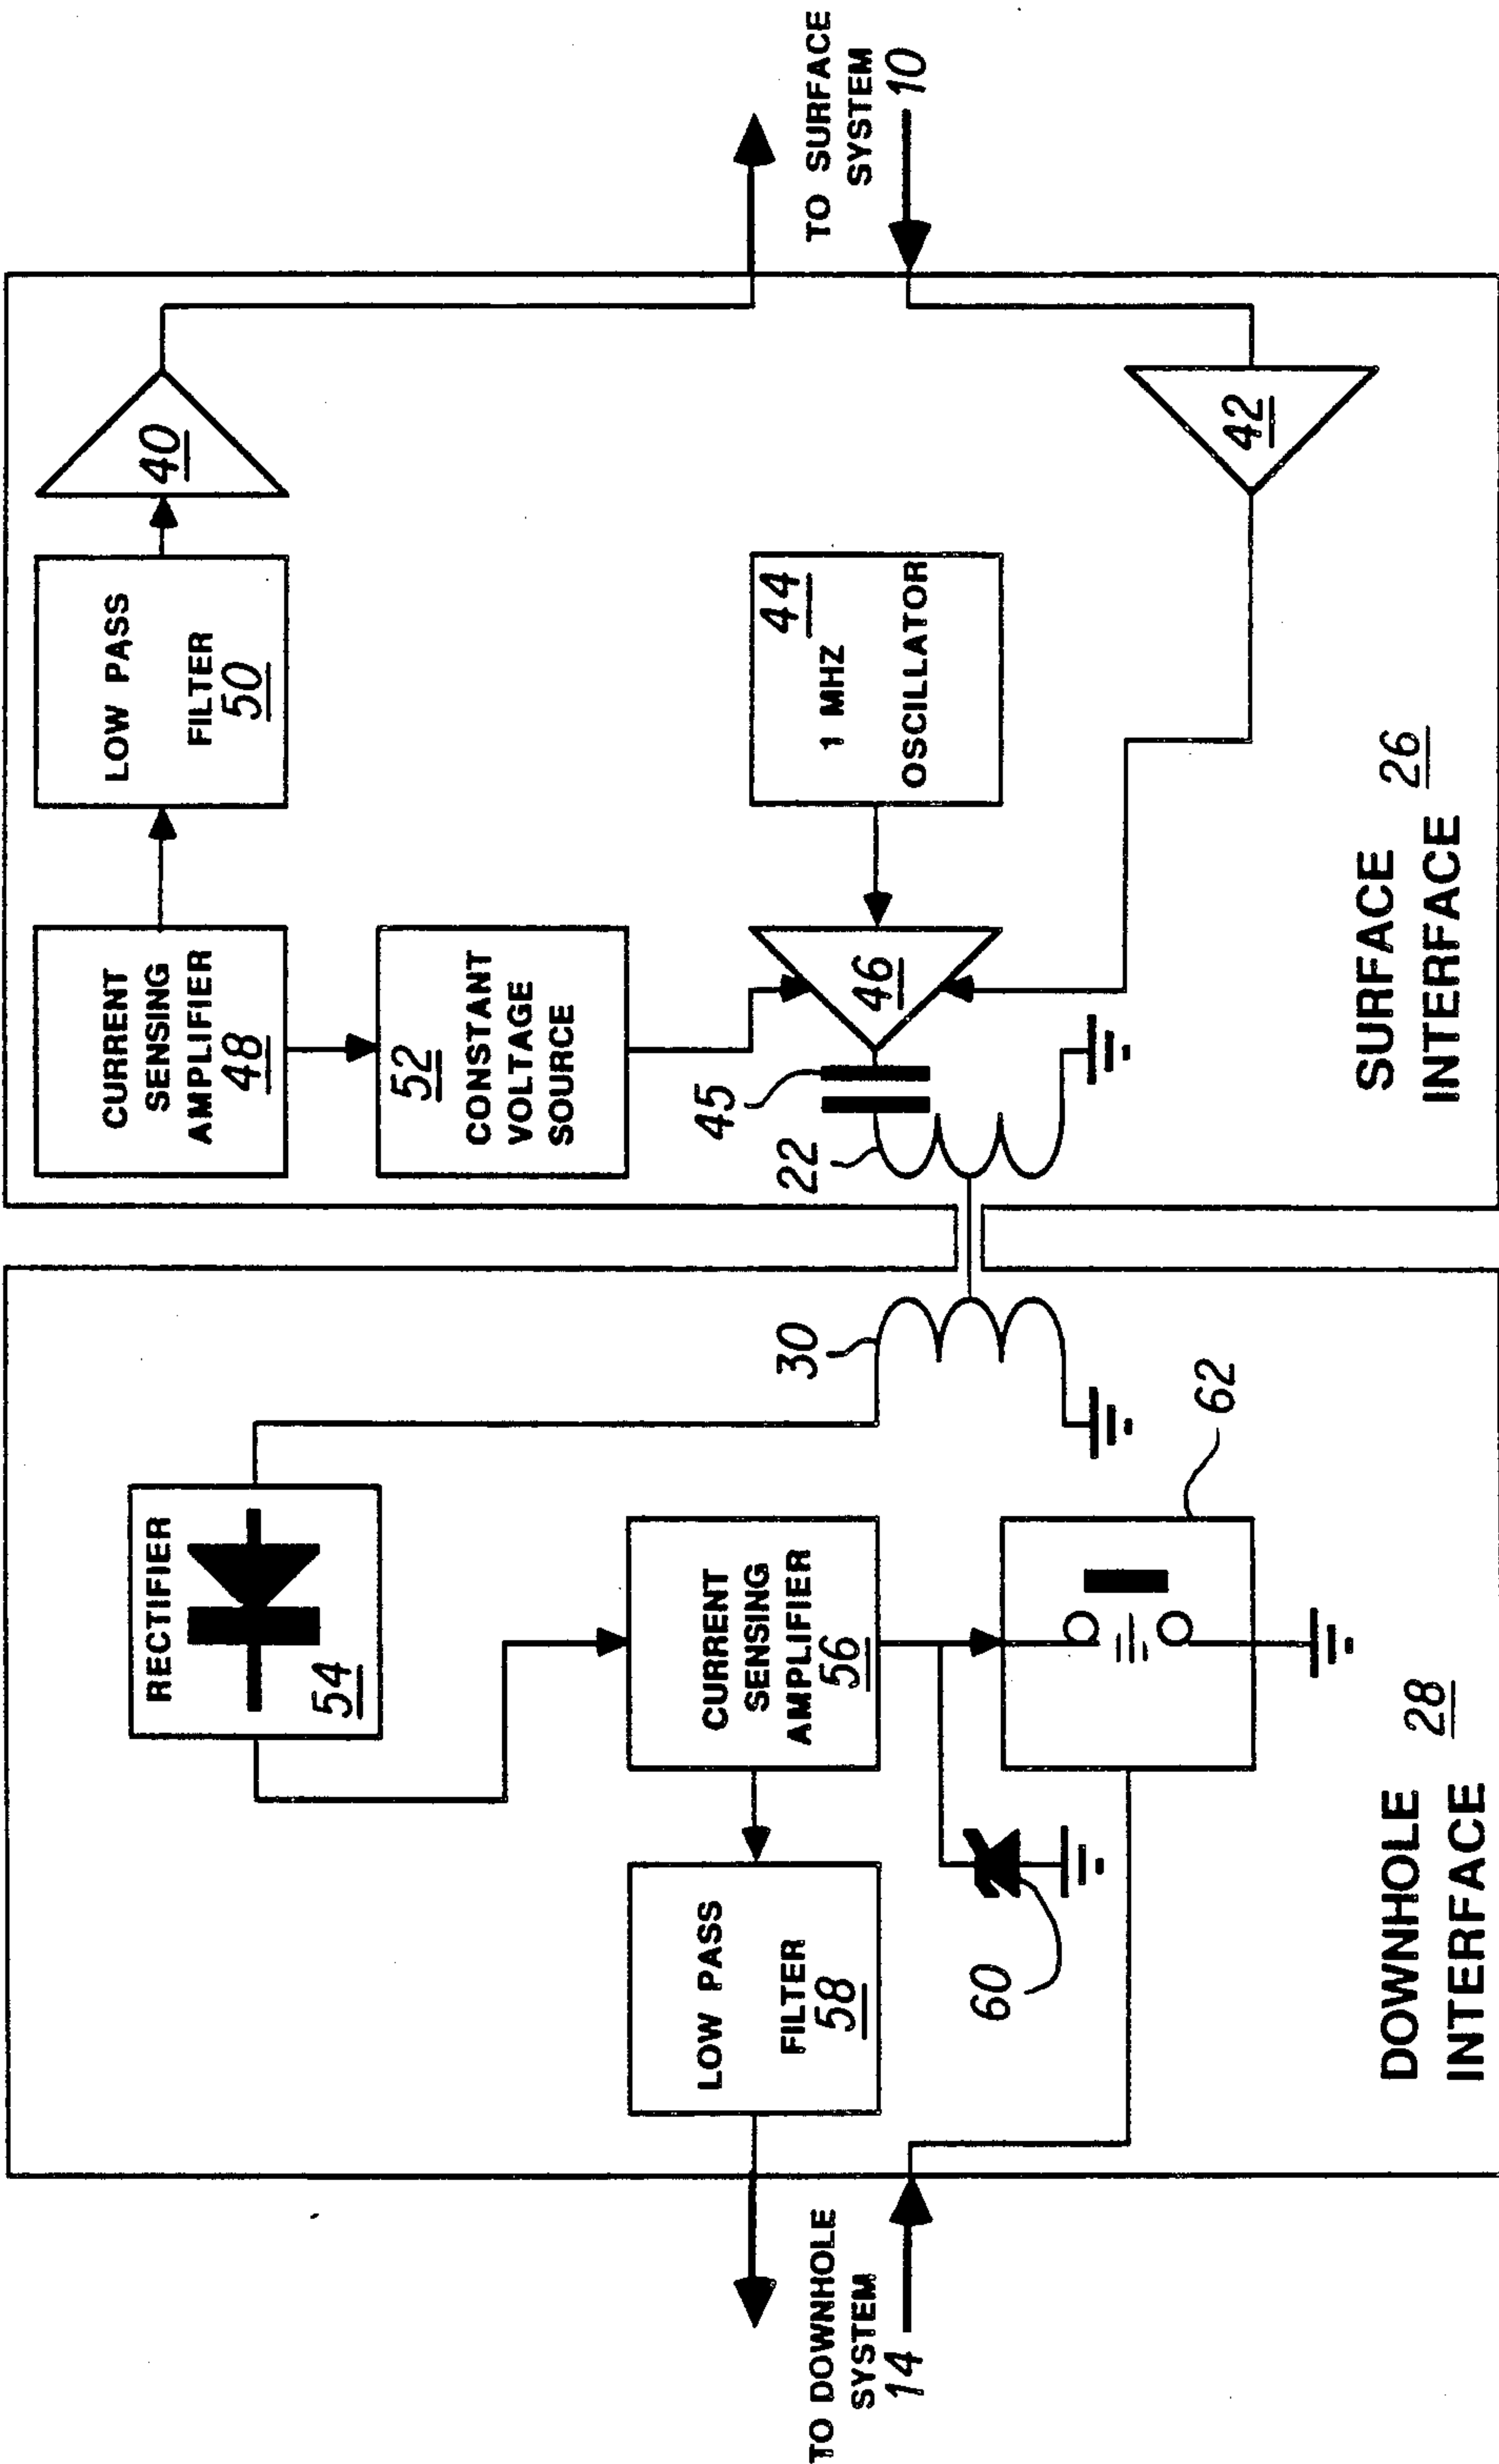 TO DOWNHOLE
SYSTEM
14
RECTIFIER
54
CURRENT
SENSING
AMPLIFIER
56
LOW PASS
FILTER
58
60
62
30
DOWNHOLE
INTERFACE
28
CURRENT
SENSING
AMPLIFIER
48
LOW PASS
FILTER
50
40
52
CONSTANT
VOLTAGE
SOURCE
44
1 MHZ
OSCILLATOR
46
45
22
42
SURFACE
INTERFACE
26
TO SURFACE
SYSTEM
10